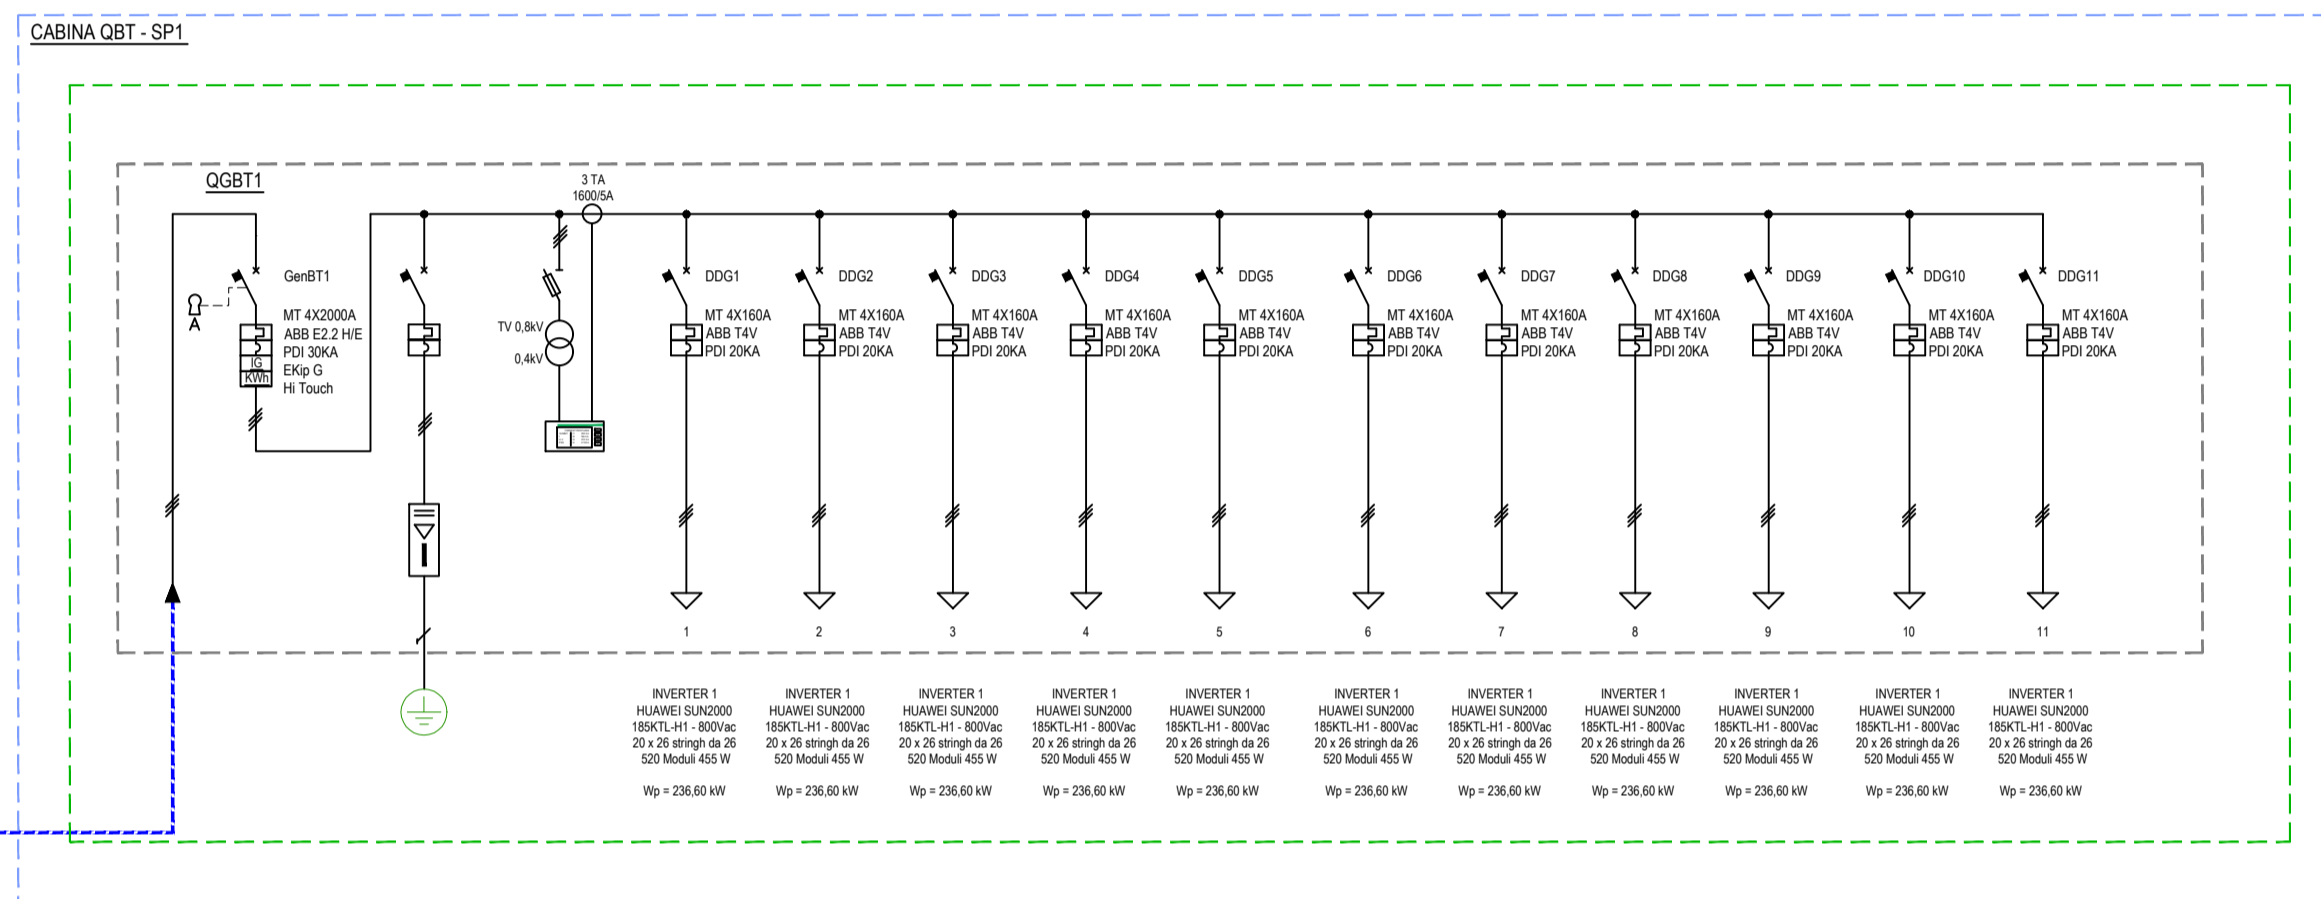 CABINA QBT - SP1
QGBT1
3 TA
1600/5A
GenBT1
MT 4X2000A
ABB E2.2 H/E
PDI 30KA
EKip G
Hi Touch
A
IG
KWh
TV 0,8kV
0,4kV
DDG1
MT 4X160A
ABB T4V
PDI 20KA
DDG2
MT 4X160A
ABB T4V
PDI 20KA
DDG3
MT 4X160A
ABB T4V
PDI 20KA
DDG4
MT 4X160A
ABB T4V
PDI 20KA
DDG5
MT 4X160A
ABB T4V
PDI 20KA
DDG6
MT 4X160A
ABB T4V
PDI 20KA
DDG7
MT 4X160A
ABB T4V
PDI 20KA
DDG8
MT 4X160A
ABB T4V
PDI 20KA
DDG9
MT 4X160A
ABB T4V
PDI 20KA
DDG10
MT 4X160A
ABB T4V
PDI 20KA
DDG11
MT 4X160A
ABB T4V
PDI 20KA
1
2
3
4
5
6
7
8
9
10
11
INVERTER 1
HUAWEI SUN2000
185KTL-H1 - 800Vac
20 x 26 stringh da 26
520 Moduli 455 W
Wp = 236,60 kW
INVERTER 1
HUAWEI SUN2000
185KTL-H1 - 800Vac
20 x 26 stringh da 26
520 Moduli 455 W
Wp = 236,60 kW
INVERTER 1
HUAWEI SUN2000
185KTL-H1 - 800Vac
20 x 26 stringh da 26
520 Moduli 455 W
Wp = 236,60 kW
INVERTER 1
HUAWEI SUN2000
185KTL-H1 - 800Vac
20 x 26 stringh da 26
520 Moduli 455 W
Wp = 236,60 kW
INVERTER 1
HUAWEI SUN2000
185KTL-H1 - 800Vac
20 x 26 stringh da 26
520 Moduli 455 W
Wp = 236,60 kW
INVERTER 1
HUAWEI SUN2000
185KTL-H1 - 800Vac
20 x 26 stringh da 26
520 Moduli 455 W
Wp = 236,60 kW
INVERTER 1
HUAWEI SUN2000
185KTL-H1 - 800Vac
20 x 26 stringh da 26
520 Moduli 455 W
Wp = 236,60 kW
INVERTER 1
HUAWEI SUN2000
185KTL-H1 - 800Vac
20 x 26 stringh da 26
520 Moduli 455 W
Wp = 236,60 kW
INVERTER 1
HUAWEI SUN2000
185KTL-H1 - 800Vac
20 x 26 stringh da 26
520 Moduli 455 W
Wp = 236,60 kW
INVERTER 1
HUAWEI SUN2000
185KTL-H1 - 800Vac
20 x 26 stringh da 26
520 Moduli 455 W
Wp = 236,60 kW
INVERTER 1
HUAWEI SUN2000
185KTL-H1 - 800Vac
20 x 26 stringh da 26
520 Moduli 455 W
Wp = 236,60 kW